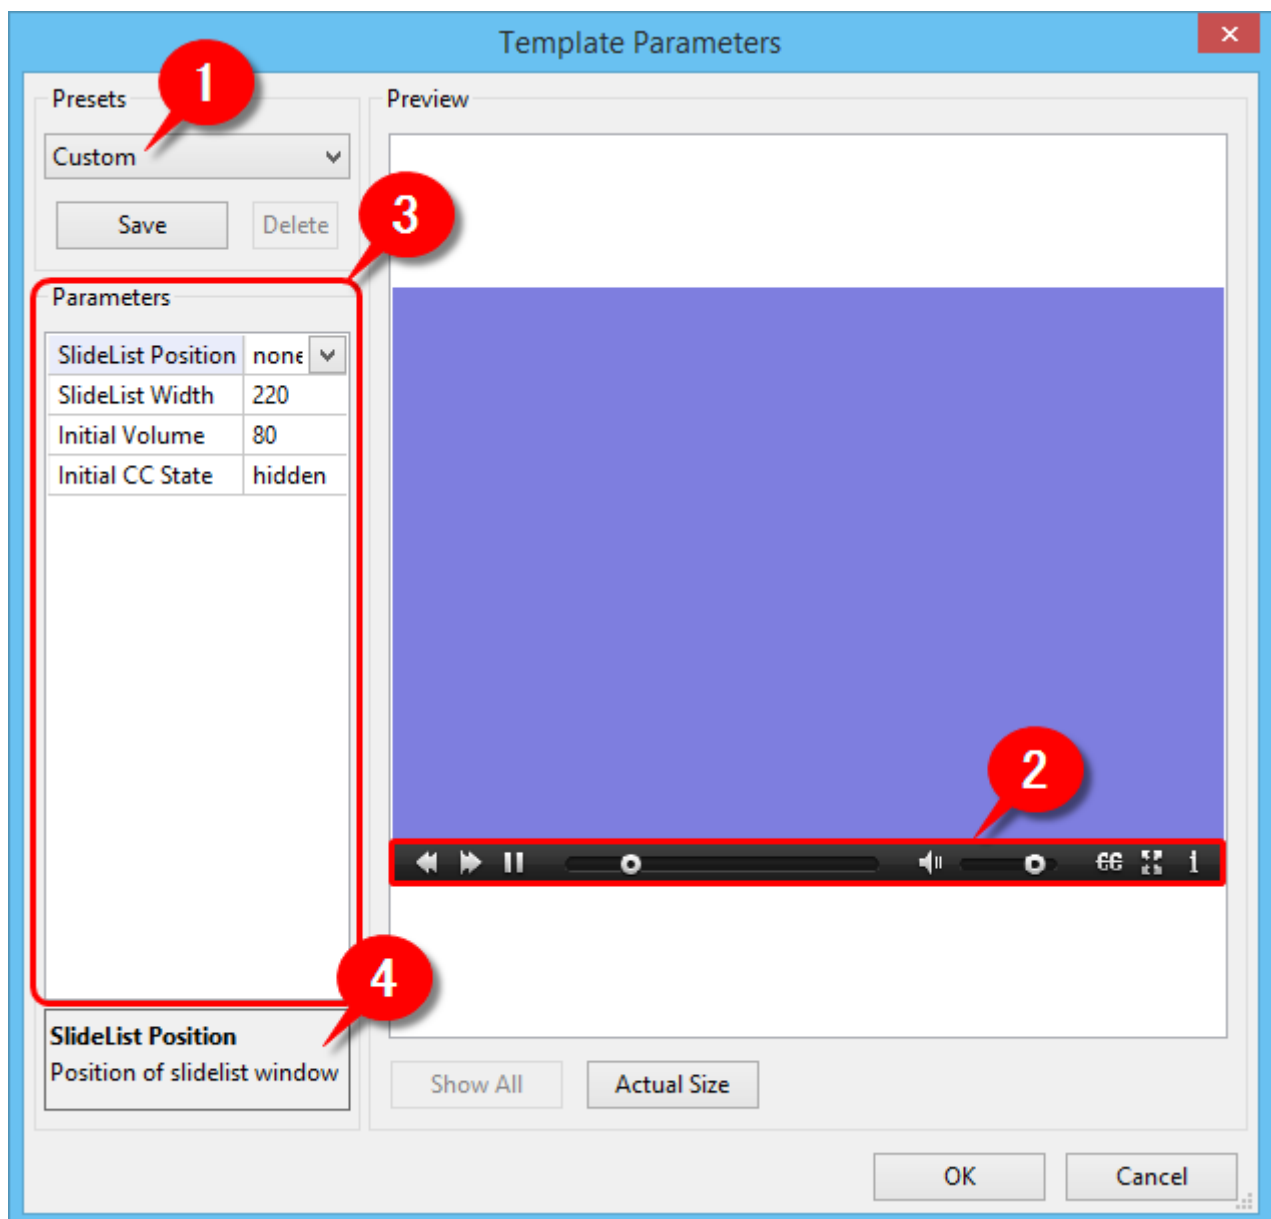 Template Parameters
Presets
1
Custom
Save
Delete
3
Parameters
SlideList Position none
SlideList Width 220
Initial Volume 80
Initial CC State hidden
4
SlideList Position
Position of slidelist window
Preview
2
CC
i
Show All
Actual Size
OK
Cancel